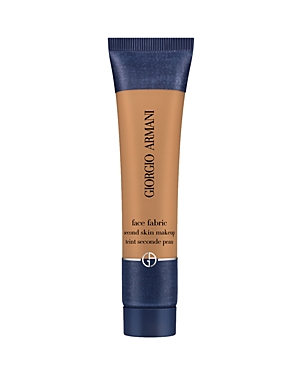 GIORGIO ARMANI
face fabric
second skin makeup
teint seconde peau